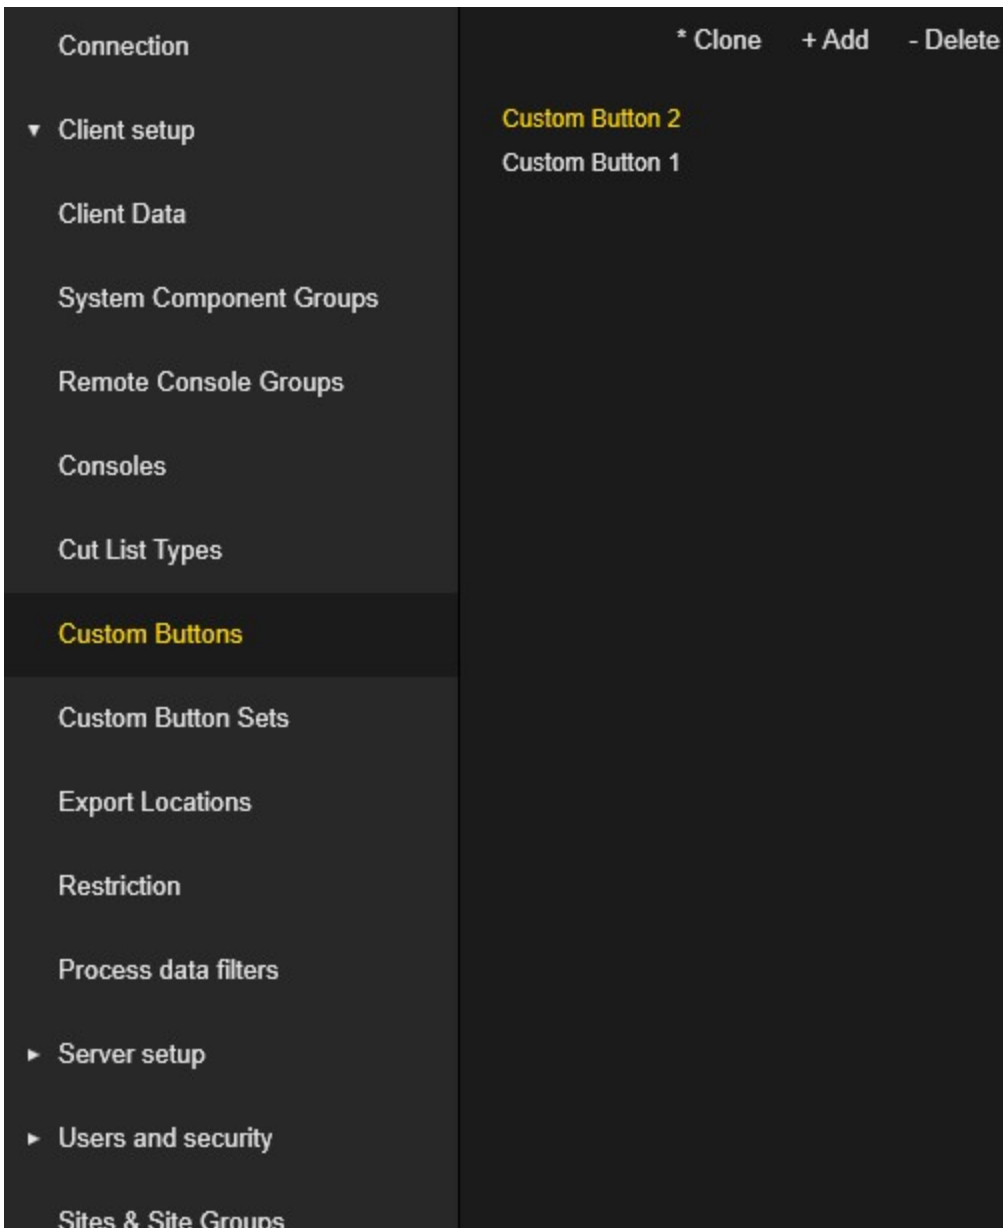 Connection
Client setup
Client Data
System Component Groups
Remote Console Groups
Consoles
Cut List Types
Custom Buttons
Custom Button Sets
Export Locations
Restriction
Process data filters
Server setup
Users and security
Sites & Site Groups
* Clone + Add - Delete
Custom Button 2
Custom Button 1